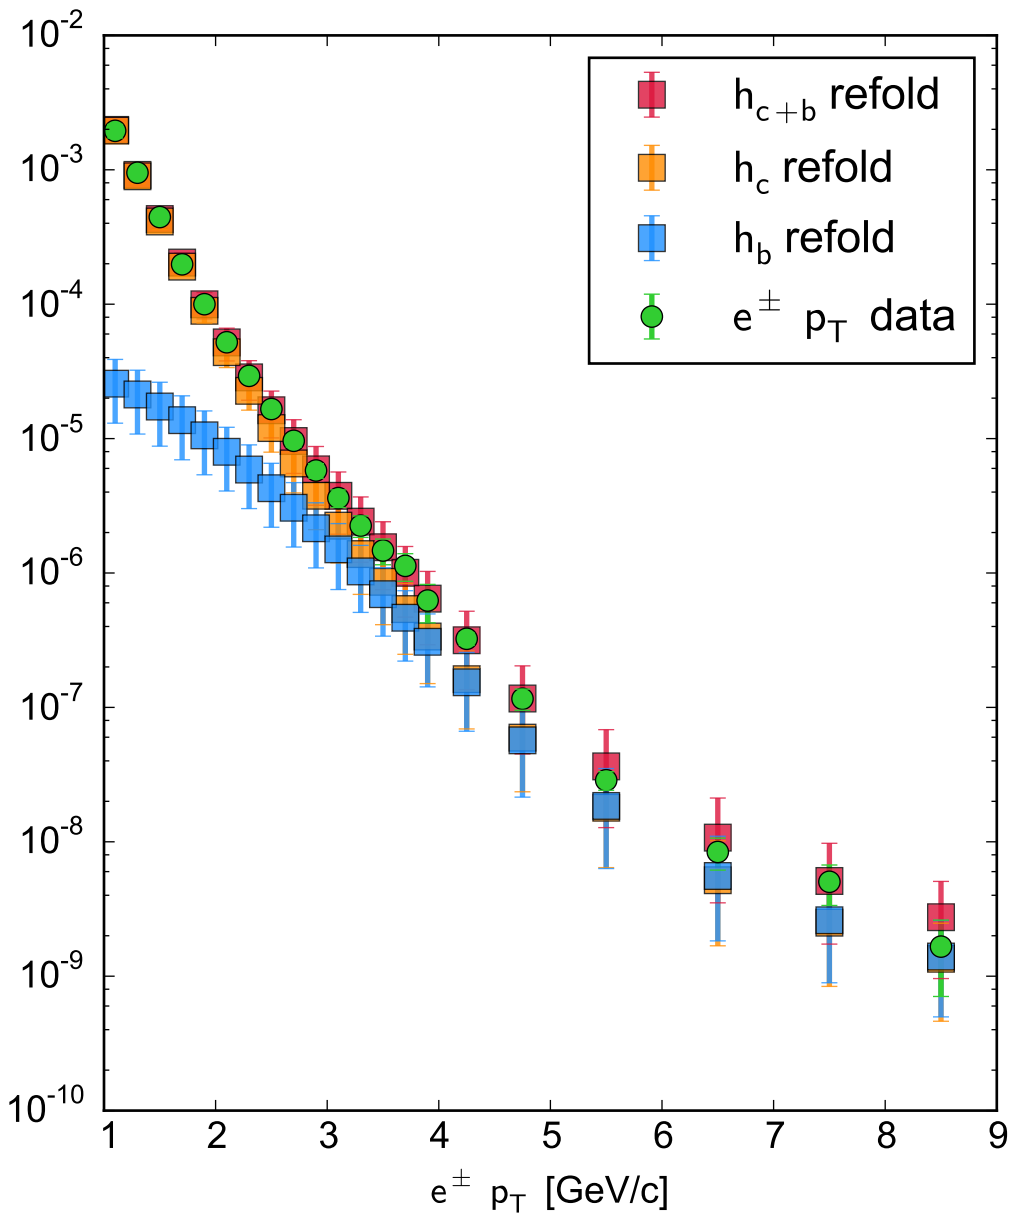 10⁻²
h_{c+b} refold
10⁻³
h_c refold
h_b refold
10⁻⁴
e^± p_T data
10⁻⁵
10⁻⁶
10⁻⁷
10⁻⁸
10⁻⁹
10⁻¹⁰
1 2 3 4 5 6 7 8 9
e^± p_T [GeV/c]